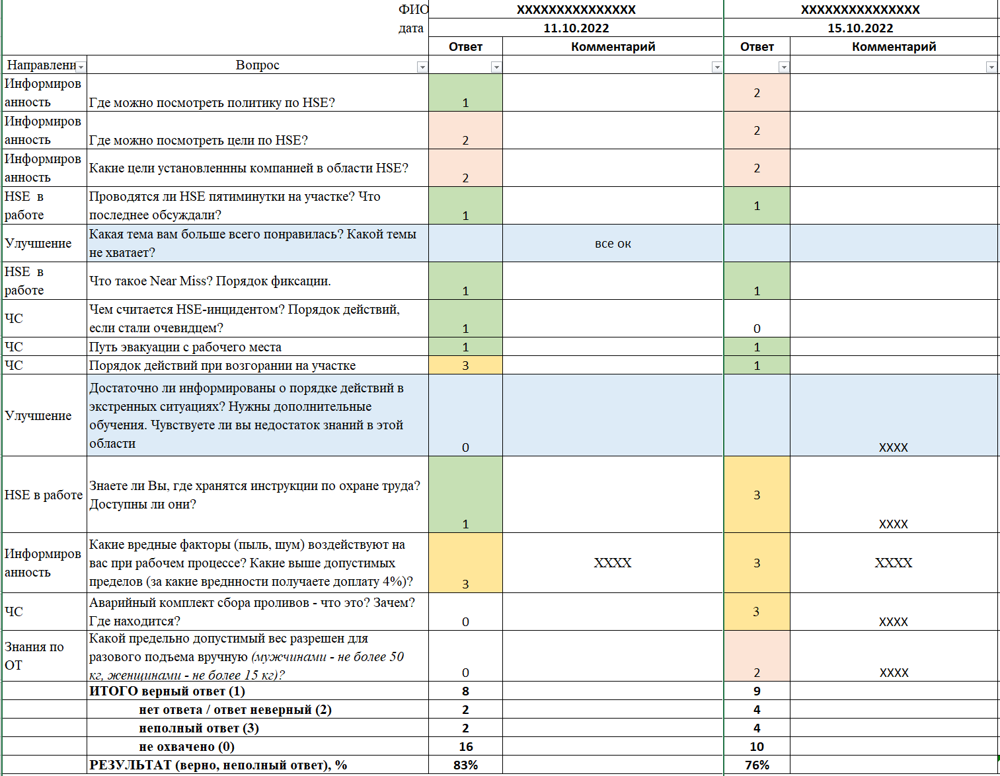 ФИО XXXXXXXXXXXXXXX XXXXXXXXXXXXXXX
дата 11.10.2022 15.10.2022
Ответ Комментарий Ответ Комментарий
Направлени Вопрос
Информиров
анность
Где можно посмотреть политику по HSE? 1 2
Информиров
анность
Где можно посмотреть цели по HSE? 2 2
Информиров
анность
Какие цели установленнны компанией в области HSE? 2 2
HSE в
работе
Проводятся ли HSE пятиминутки на участке? Что
последнее обсуждали? 1 1
Улучшение
Какая тема вам больше всего понравилась? Какой темы
не хватает? все ок
HSE в
работе
Что такое Near Miss? Порядок фиксации. 1 1
ЧС
Чем считается HSE-инцидентом? Порядок действий,
если стали очевидцем? 1 0
ЧС Путь эвакуации с рабочего места 1 1
ЧС Порядок действий при возгорании на участке 3 1
Улучшение
Достаточно ли информированы о порядке действий в
экстренных ситуациях? Нужны дополнительные
обучения. Чувствуете ли вы недостаток знаний в этой
области 0 XXXX
HSE в работе
Знаете ли Вы, где хранятся инструкции по охране труда?
Доступны ли они? 1 3 XXXX
Информиров
анность
Какие вредные факторы (пыль, шум) воздействуют на
вас при рабочем процессе? Какие выше допустимых
пределов (за какие вреднности получаете доплату 4%)? 3 XXXX 3 XXXX
ЧС
Аварийный комплект сбора проливов - что это? Зачем?
Где находится? 0 3 XXXX
Знания по
ОТ
Какой предельно допустимый вес разрешен для
разового подъема вручную (мужчинами - не более 50
кг, женщинами - не более 15 кг)? 0 2 XXXX
ИТОГО верный ответ (1) 8 9
нет ответа / ответ неверный (2) 2 4
неполный ответ (3) 2 4
не охвачено (0) 16 10
РЕЗУЛЬТАТ (верно, неполный ответ), % 83% 76%